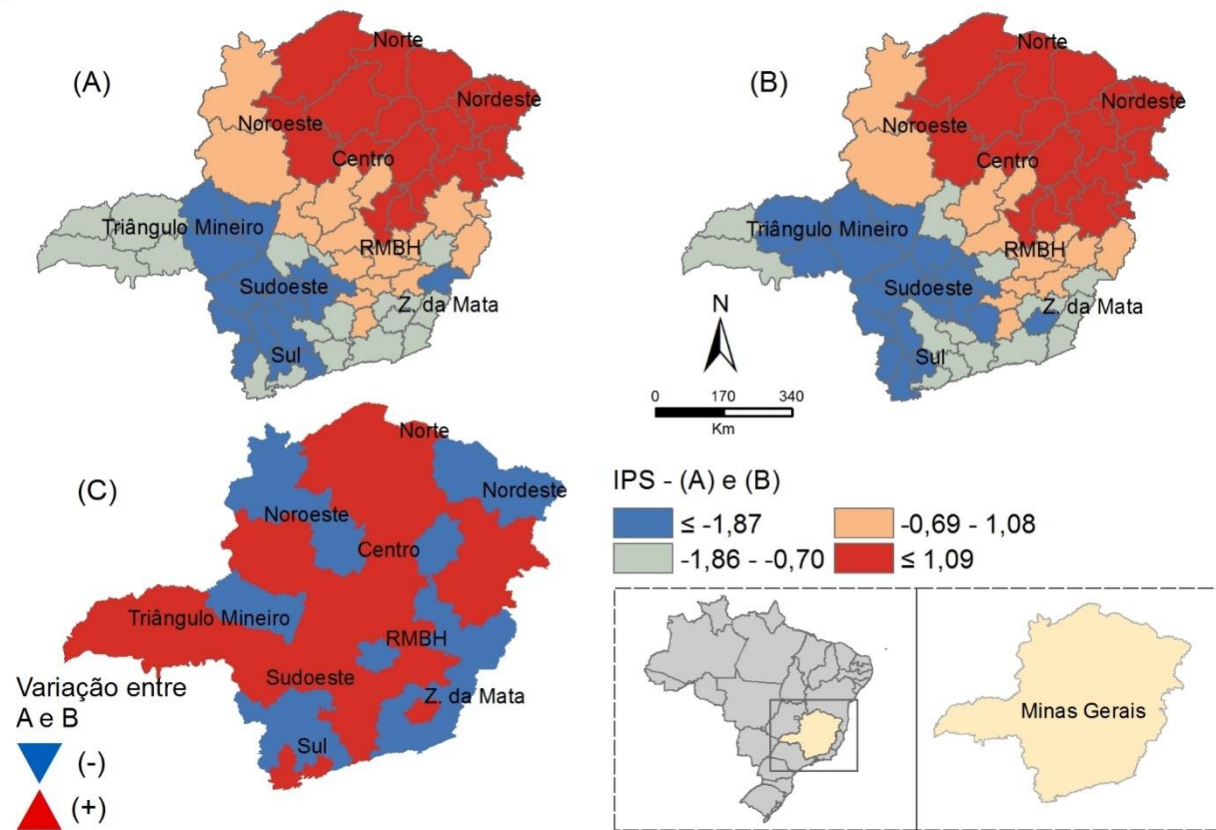 (A)
Norte
Nordeste
Noroeste
Centro
Triângulo Mineiro
RMBH
Sudoeste
Z. da Mata
Sul
(B)
Norte
Nordeste
Noroeste
Centro
Triângulo Mineiro
RMBH
Sudoeste
Z. da Mata
Sul
N
0 170 340
Km
(C)
Norte
Nordeste
Noroeste
Centro
Triângulo Mineiro
RMBH
Sudoeste
Z. da Mata
Sul
Variação entre
A e B
(-)
(+)
IPS - (A) e (B)
≤ -1,87
-0,69 - 1,08
-1,86 - -0,70
≤ 1,09
Minas Gerais